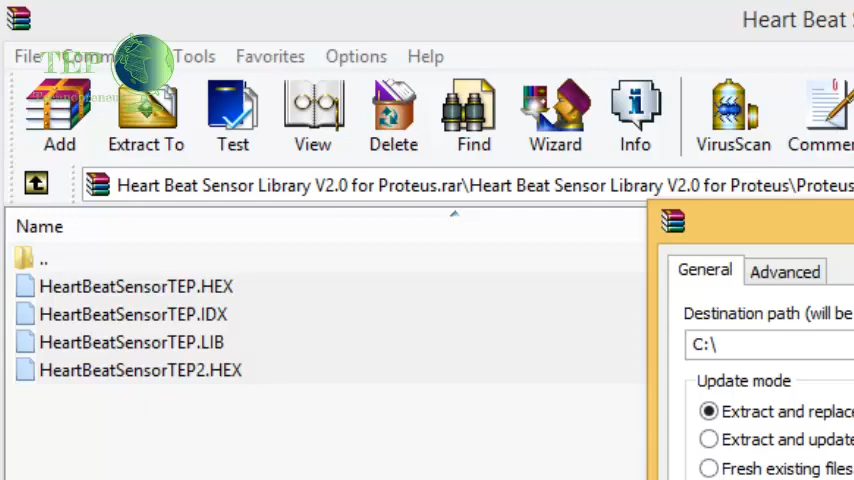 Heart Beat
File Comm Tools Favorites Options Help
TEP
Add Extract To Test View Delete Find Wizard Info VirusScan Commen
Heart Beat Sensor Library V2.0 for Proteus.rar\Heart Beat Sensor Library V2.0 for Proteus\Proteus
Name
..
HeartBeatSensorTEP.HEX
HeartBeatSensorTEP.IDX
HeartBeatSensorTEP.LIB
HeartBeatSensorTEP2.HEX
General Advanced
Destination path (will be
C:\
Update mode
Extract and replace
Extract and update
Fresh existing files